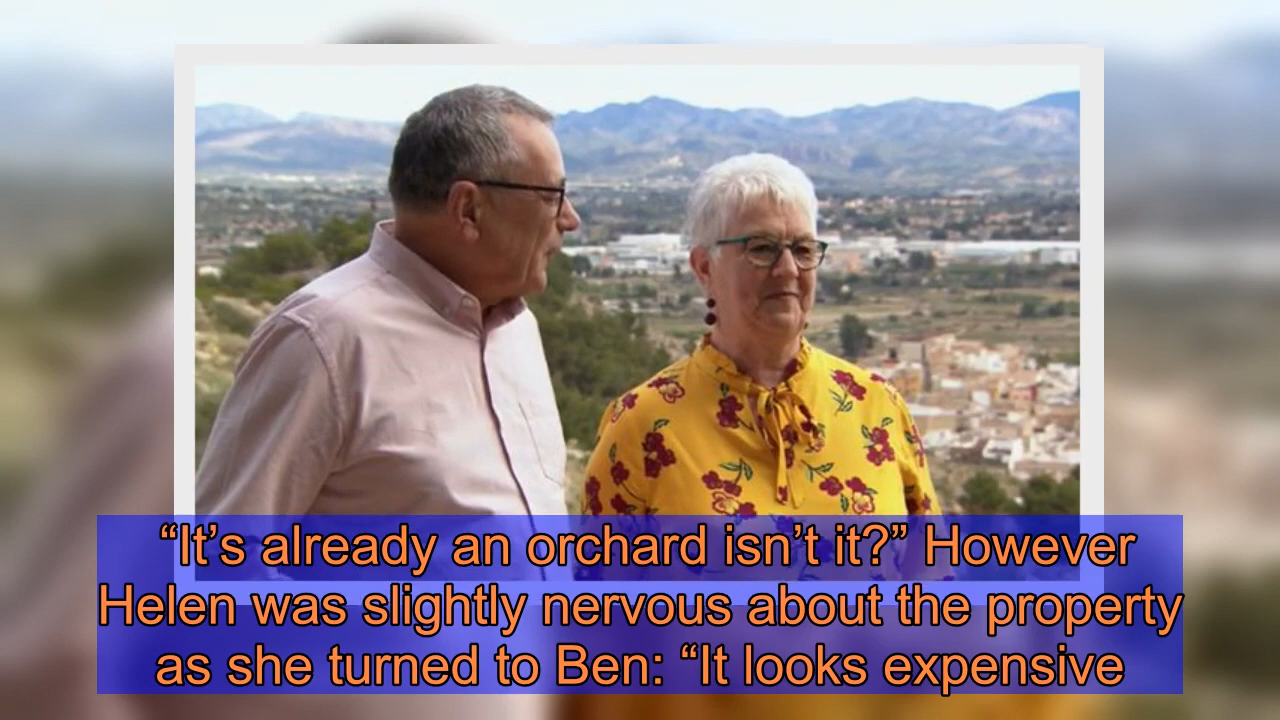 “It’s already an orchard isn’t it?” However
Helen was slightly nervous about the property
as she turned to Ben: “It looks expensive